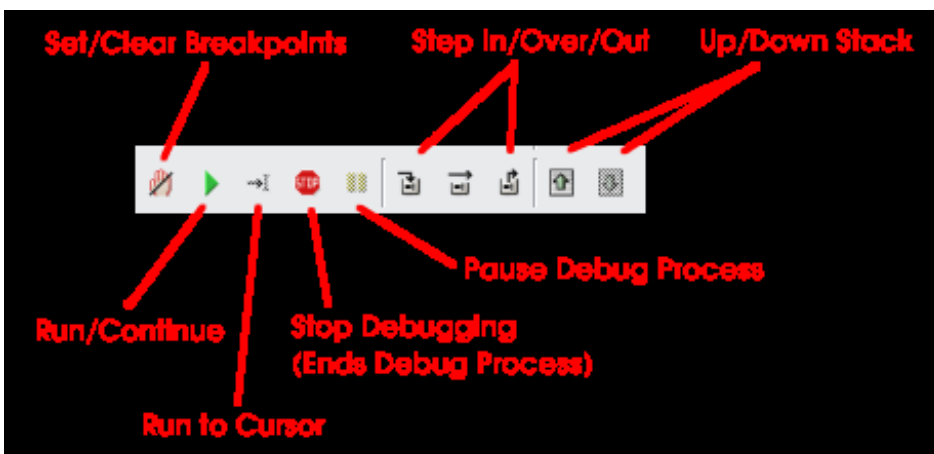 Set/Clear Breakpoints
Step In/Over/Out
Up/Down Stack
STOP
Pause Debug Process
Run/Continue
Stop Debugging
(Ends Debug Process)
Run to Cursor